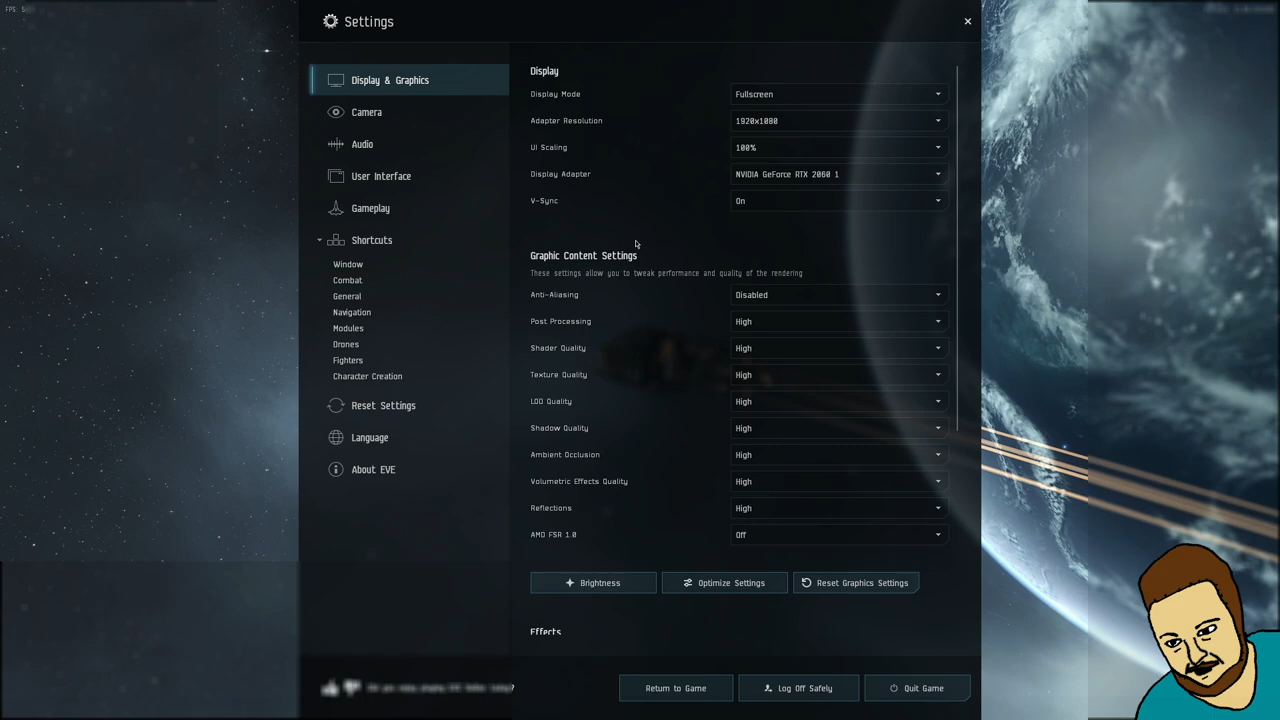 FPS:
Settings
Display & Graphics
Camera
Audio
User Interface
Gameplay
Shortcuts
Window
Combat
General
Navigation
Modules
Drones
Fighters
Character Creation
Reset Settings
Language
About EVE
Display
Display Mode Fullscreen
Adapter Resolution 1920x1080
UI Scaling 100%
Display Adapter NVIDIA GeForce RTX 2060 1
V-Sync On
Graphic Content Settings
These settings allow you to tweak performance and quality of the rendering
Anti-Aliasing Disabled
Post Processing High
Shader Quality High
Texture Quality High
LOD Quality High
Shadow Quality High
Ambient Occlusion High
Volumetric Effects Quality High
Reflections High
AMD FSR 1.0 Off
Brightness Optimize Settings Reset Graphics Settings
Effects
Return to Game Log Off Safely Quit Game